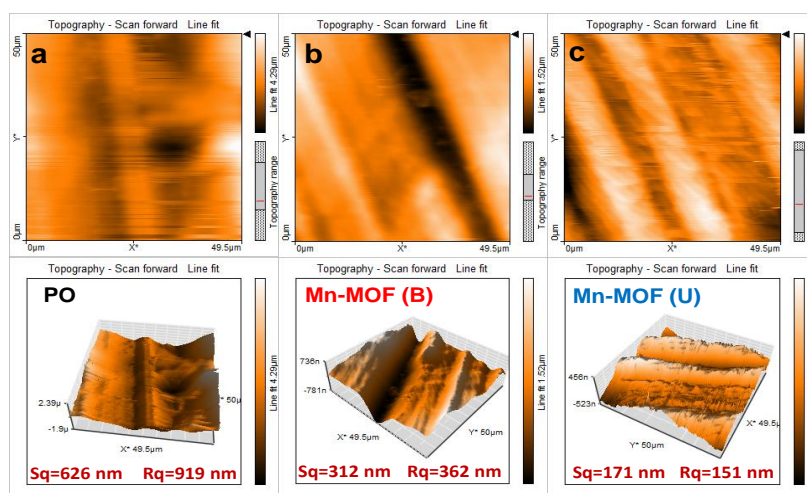 Topography - Scan forward Line fit
a
50µm
Y*
0µm
0µm X* 49.5µm
Line fit 4.29µm
Topography range
Topography - Scan forward Line fit
b
50µm
Y*
0µm
0µm X* 49.5µm
Line fit 1.52µm
Topography range
Topography - Scan forward Line fit
c
50µm
Y*
0µm
0µm X* 49.5µm
Topography - Scan forward Line fit
PO
2.39µ
-1.9µ
X* 49.5µm
50µ
Line fit 4.29µm
Sq=626 nm Rq=919 nm
Topography - Scan forward Line fit
Mn-MOF (B)
736n
-781n
X* 49.5µm
Y* 50µm
Line fit 1.52µm
Sq=312 nm Rq=362 nm
Topography - Scan forward Line fit
Mn-MOF (U)
456n
-523n
Y* 50µm
X* 49.5µ
Sq=171 nm Rq=151 nm